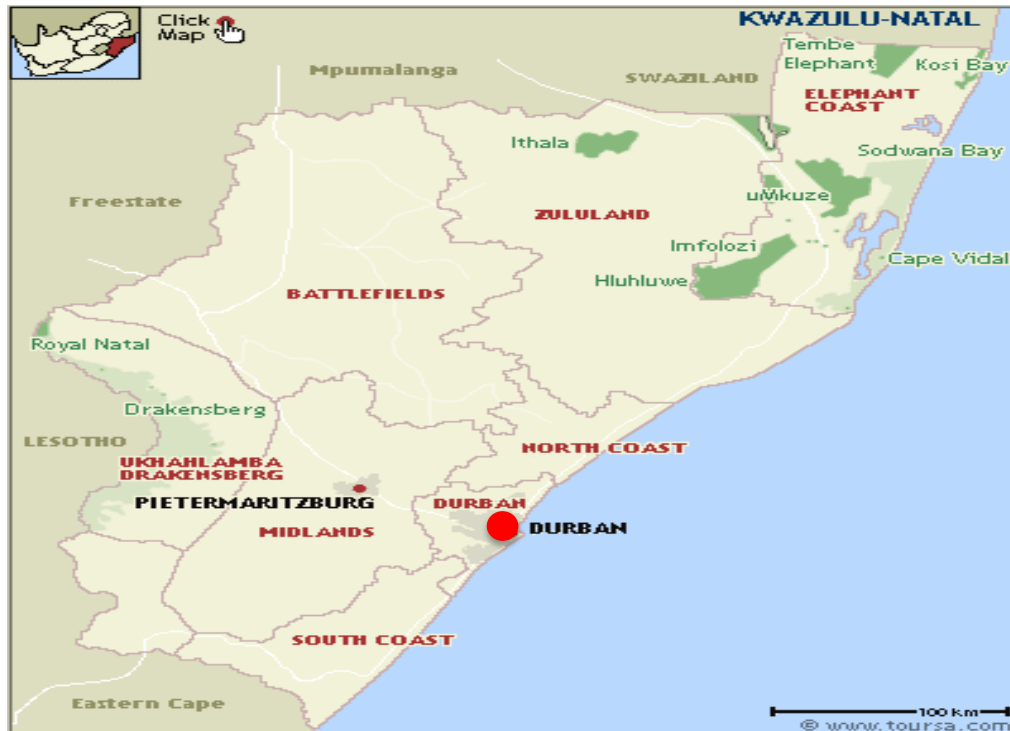 Click
Map
KWAZULU-NATAL
Tembe
Elephant
Kosi Bay
Mpumalanga
SWAZILAND
ELEPHANT
COAST
Ithala
Sodwana Bay
Freestate
uMkuze
ZULULAND
Imfolozi
Cape Vidal
Hluhluwe
BATTLEFIELDS
Royal Natal
Drakensberg
LESOTHO
NORTH COAST
UKHAHLAMBA
DRAKENSBERG
PIETERMARITZBURG
DURBAN
MIDLANDS
DURBAN
SOUTH COAST
Eastern Cape
100 km
© www.toursa.com